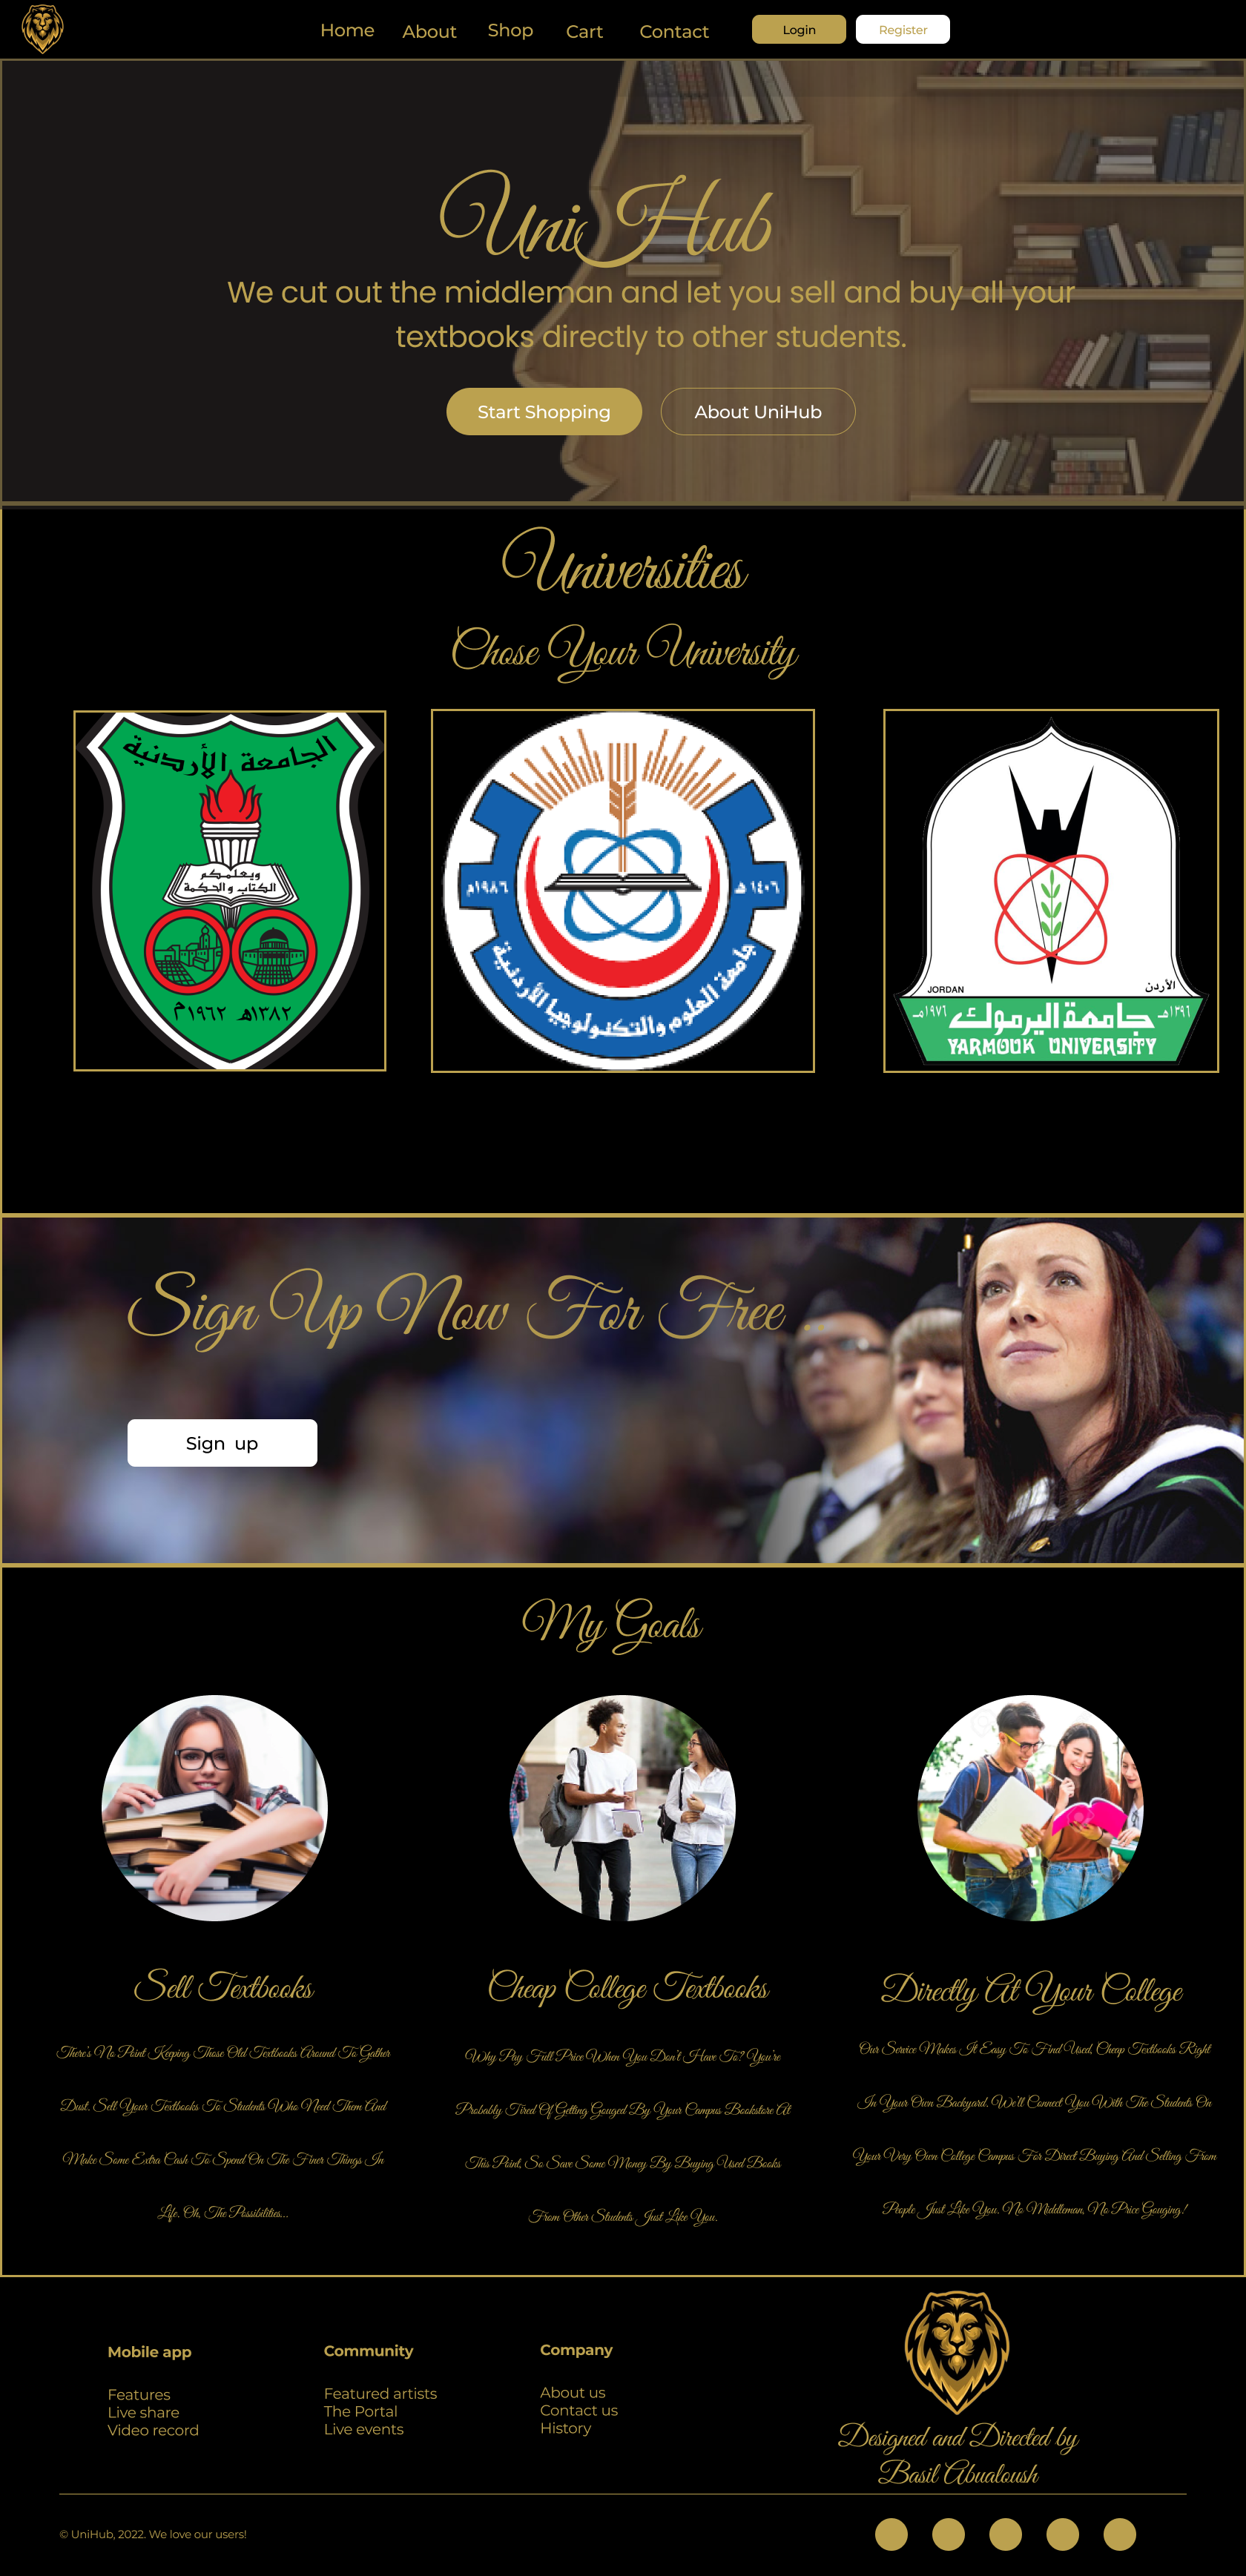 Home About Shop Cart Contact Login Register
Uni Hub
We cut out the middleman and let you sell and buy all your
textbooks directly to other students.
Start Shopping About UniHub
Universities
Chose Your University
الجامعة الأردنية
ويعلمكم
الكتاب والحكمة
١٣٨٢هـ ١٩٦٢م
١٤٠٦ هـ
١٩٨٦م
جامعة العلوم والتكنولوجيا الأردنية
JORDAN الأردن
١٣٩٦هـ جامعة اليرموك ١٩٧٦م
YARMOUK UNIVERSITY
Sign Up Now For Free ..
Sign up
My Goals
Sell Textbooks
There's No Point Keeping Those Old Textbooks Around To Gather
Dust. Sell Your Textbooks To Students Who Need Them And
Make Some Extra Cash To Spend On The Finer Things In
Life. Oh, The Possibilities...
Cheap College Textbooks
Why Pay Full Price When You Don't Have To? You're
Probably Tired Of Getting Gouged By Your Campus Bookstore At
This Point, So Save Some Money By Buying Used Books
From Other Students Just Like You.
Directly At Your College
Our Service Makes It Easy To Find Used, Cheap Textbooks Right
In Your Own Backyard. We'll Connect You With The Students On
Your Very Own College Campus For Direct Buying And Selling From
People Just Like You. No Middleman, No Price Gouging!
Mobile app
Features
Live share
Video record
Community
Featured artists
The Portal
Live events
Company
About us
Contact us
History
Designed and Directed by
Basil Abualoush
© UniHub, 2022. We love our users!